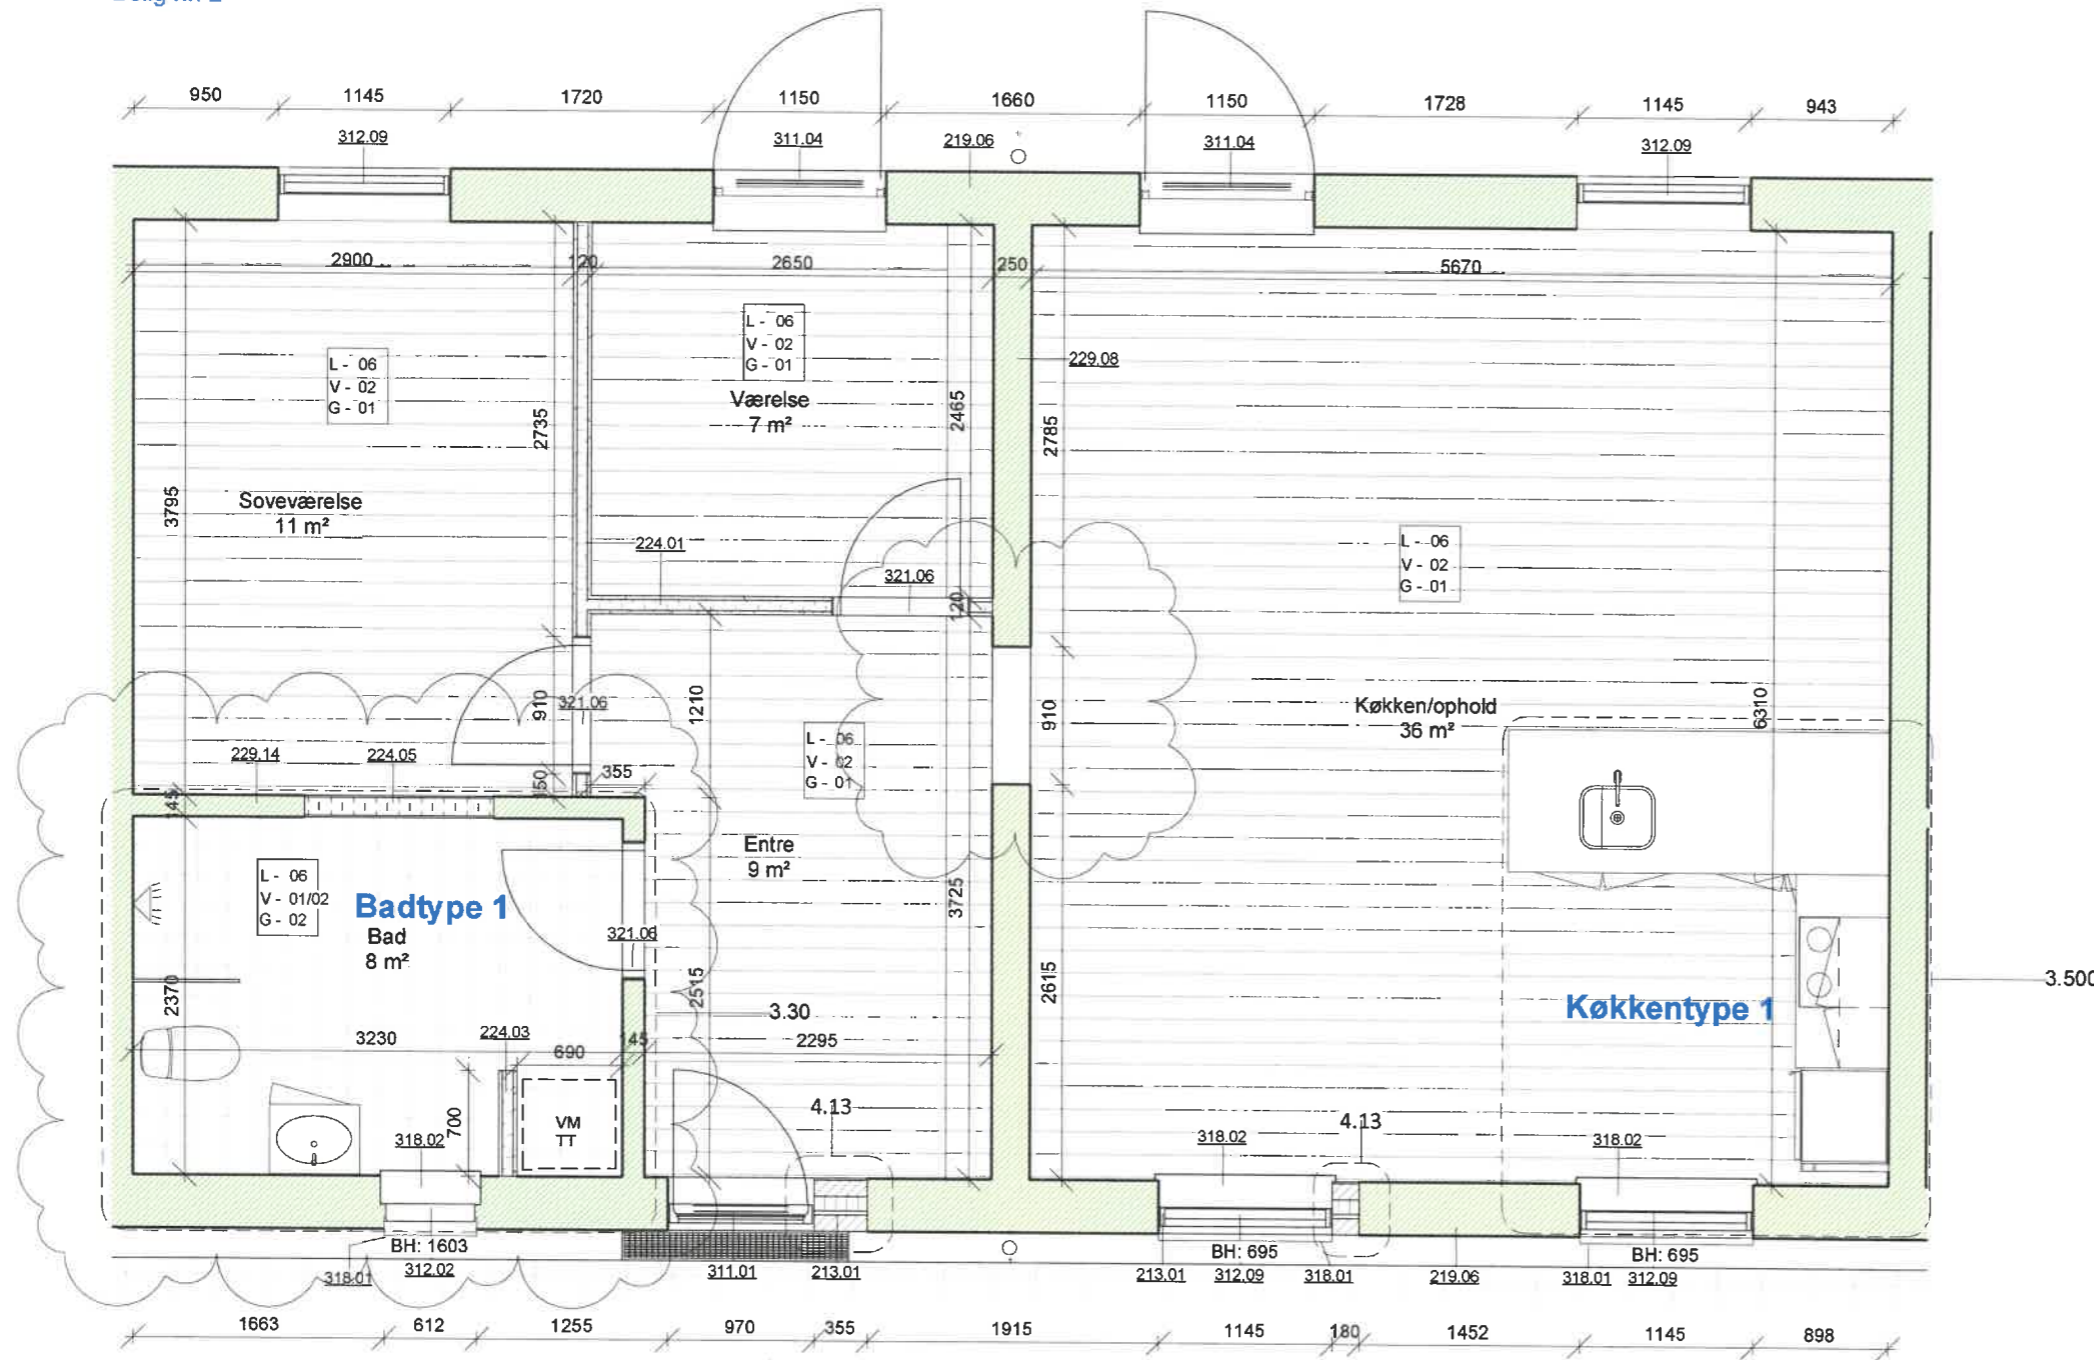 950 1145 1720 1150 1660 1150 1728 1145 943
312.09 311.04 219.06 311.04 312.09
2900 120 2650 250 5670
L - 06
V - 02
G - 01
Værelse
7 m²
L - 06
V - 02
G - 01
229.08
2735
2465
2785
3795
Soveværelse
11 m²
224.01
321.06
120
L - 06
V - 02
G - 01
910
321.06
1210
910
Køkken/ophold
36 m²
6310
L - 06
V - 02
G - 01
229.14 224.05
150
355
145
Entre
9 m²
L - 06
V - 01/02
G - 02
Badtype 1
Bad
8 m²
321.06
3725
2370
2515
2615
3.500
3.30
Køkkentype 1
3230 224.03 690 145 2295
VM
TT
700
318.02
4.13
318.02
4.13
318.02
BH: 1603
BH: 695
BH: 695
318.01 312.02 311.01 213.01 213.01 312.09 318.01 219.06 318.01 312.09
1663 612 1255 970 355 1915 1145 180 1452 1145 898